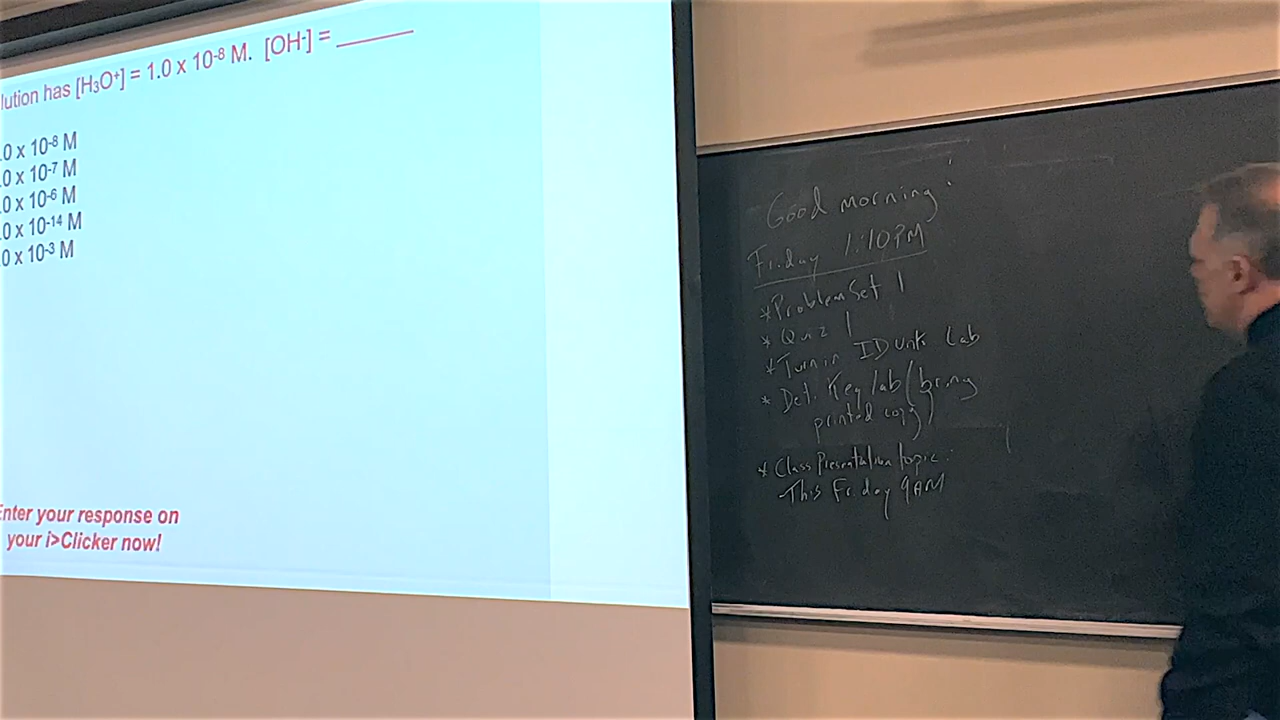 lution has [H₃O⁺] = 1.0 x 10⁻⁸ M. [OH-] = ______
.0 x 10⁻⁸ M
.0 x 10⁻⁷ M
.0 x 10⁻⁶ M
.0 x 10⁻¹⁴ M
.0 x 10⁻³ M
Enter your response on
your i>Clicker now!
Good morning!
Friday 1:10PM
*Problem Set 1
* Quiz 1
*Turn in ID Unks Lab
* Det. Key lab (bring
printed copy)
* Class Presentation topic:
This Friday 9AM